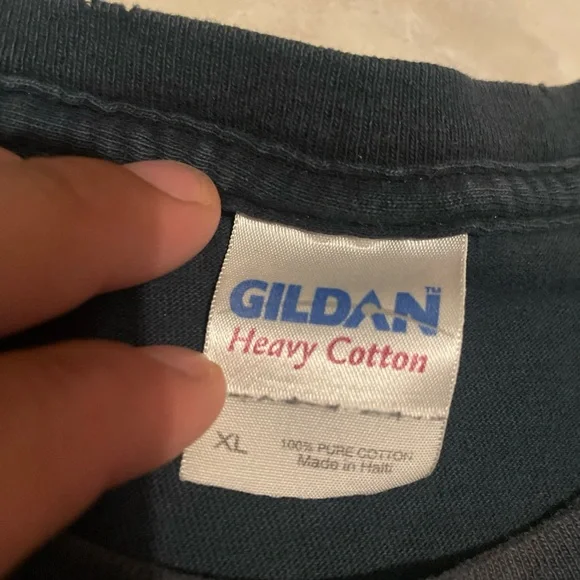 GILDAN™
Heavy Cotton
XL
100% PURE COTTON
Made in Haiti